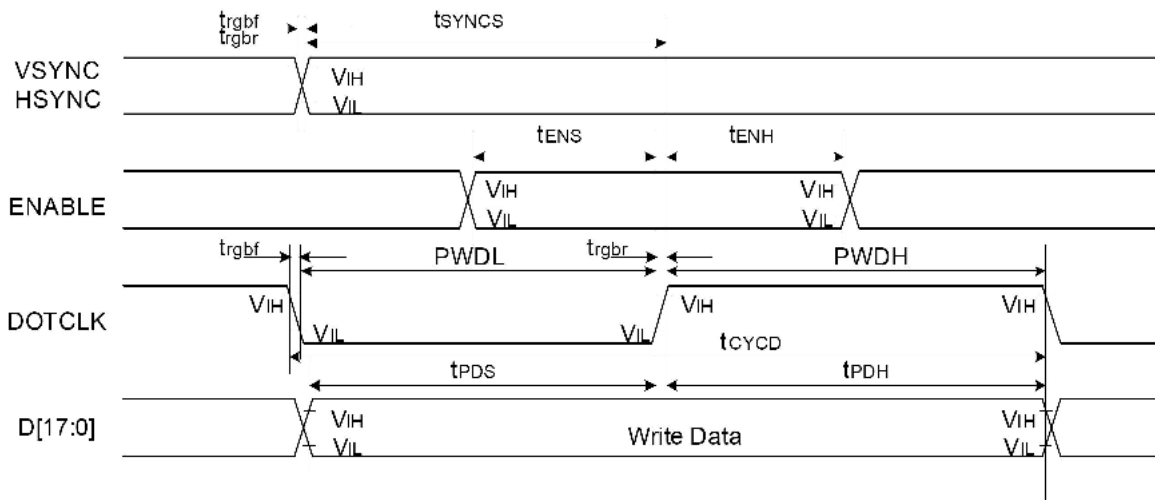 trgbf
trgbr
tSYNCS
VSYNC
HSYNC
VIH
VIL
tENS
tENH
ENABLE
VIH
VIL
VIH
VIL
trgbf
PWDL
trgbr
PWDH
DOTCLK
VIH
VIL
VIL
VIH
VIH
tCYCD
tPDS
tPDH
D[17:0]
VIH
VIL
Write Data
VIH
VIL